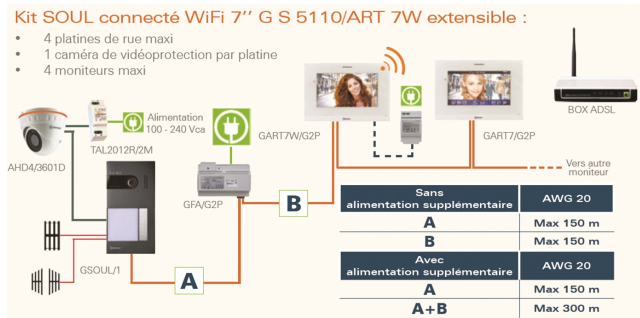 Kit SOUL connecté WiFi 7'' G S 5110/ART 7W extensible :
• 4 platines de rue maxi
• 1 caméra de vidéoprotection par platine
• 4 moniteurs maxi
Alimentation
100 - 240 Vca
TAL2012R/2M
AHD4/3601D
GART7W/G2P
GART7/G2P
BOX ADSL
GFA/G2P
B
Vers autre
moniteur
GSOUL/1
A
Sans
alimentation supplémentaire
AWG 20
A
Max 150 m
B
Max 150 m
Avec
alimentation supplémentaire
AWG 20
A
Max 150 m
A+B
Max 300 m